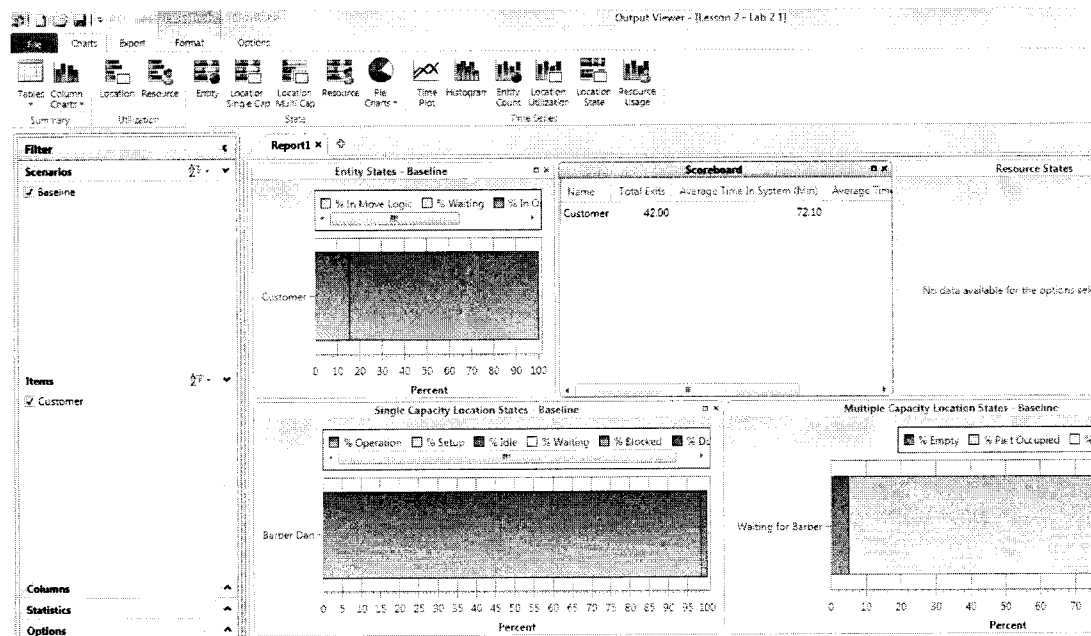 Output Viewer - [Lesson 2 - Lab 2 1]
File Charts Export Format Options
Tables Column Charts Location Resource Entity Location Single Cap Location Multi Cap Resource Pie Charts Time Plot Histogram Entity Count Location Utilization Location State Resource Usage
Summary Utilization State Time Series
Filter
Scenarios
Baseline
Items
Customer
Columns
Statistics
Options
Report1
Entity States - Baseline
% In Move Logic % Waiting % In O
Customer
0 10 20 30 40 50 60 70 80 90 100
Percent
Scoreboard
Name Total Exits Average Time In System (Min) Average Time
Customer 42.00 72.10
Resource States
No data available for the options sele
Single Capacity Location States - Baseline
% Operation % Setup % Idle % Waiting % Blocked % Do
Barber Dan
0 5 10 15 20 25 30 35 40 45 50 55 60 65 70 75 80 85 90 95 100
Percent
Multiple Capacity Location States - Baseline
% Empty % Part Occupied %
Waiting for Barber
0 10 20 30 40 50 60 70
Percent